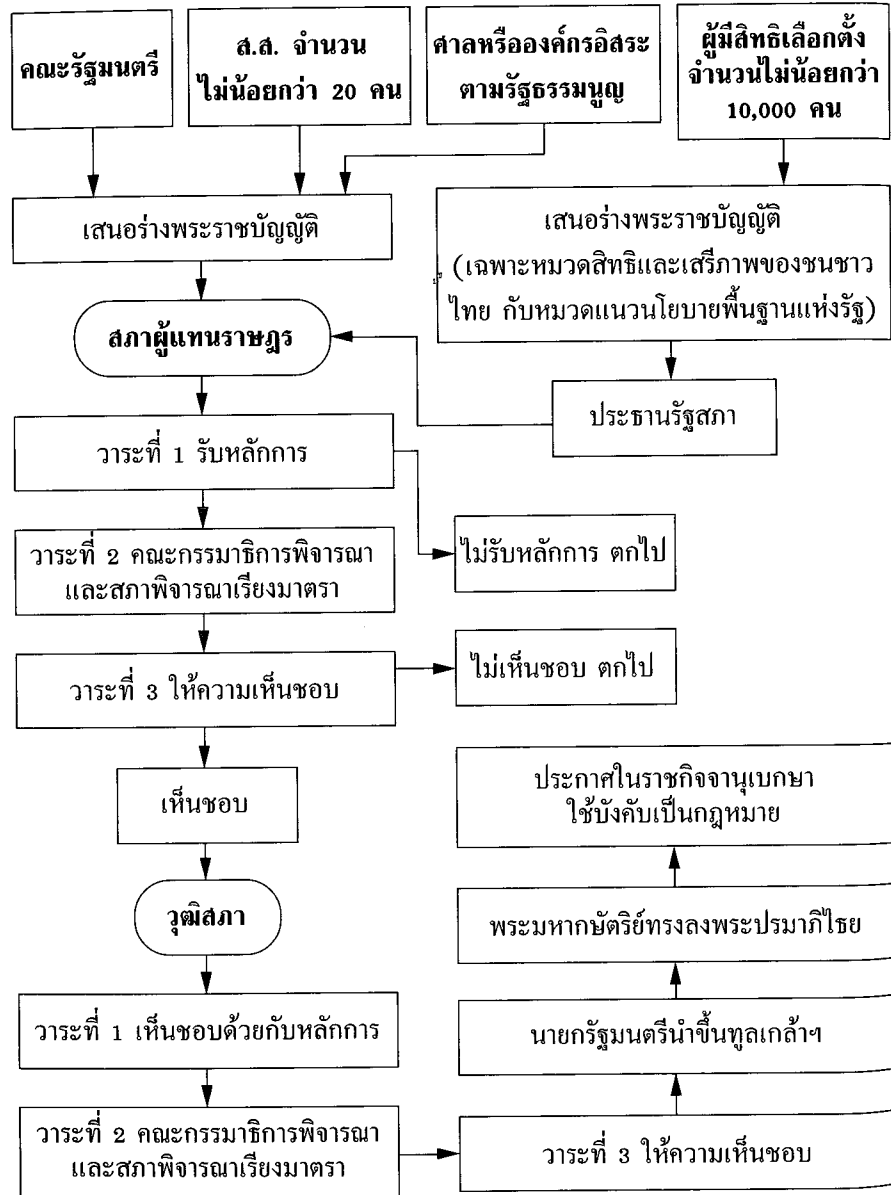 คณะรัฐมนตรี
ส.ส. จำนวน
ไม่น้อยกว่า 20 คน
ศาลหรือองค์กรอิสระ
ตามรัฐธรรมนูญ
ผู้มีสิทธิเลือกตั้ง
จำนวนไม่น้อยกว่า
10,000 คน
เสนอร่างพระราชบัญญัติ
เสนอร่างพระราชบัญญัติ
(เฉพาะหมวดสิทธิและเสรีภาพของชนชาว
ไทย กับหมวดแนวนโยบายพื้นฐานแห่งรัฐ)
สภาผู้แทนราษฎร
ประธานรัฐสภา
วาระที่ 1 รับหลักการ
วาระที่ 2 คณะกรรมาธิการพิจารณา
และสภาพิจารณาเรียงมาตรา
ไม่รับหลักการ ตกไป
วาระที่ 3 ให้ความเห็นชอบ
ไม่เห็นชอบ ตกไป
เห็นชอบ
วุฒิสภา
วาระที่ 1 เห็นชอบด้วยกับหลักการ
วาระที่ 2 คณะกรรมาธิการพิจารณา
และสภาพิจารณาเรียงมาตรา
วาระที่ 3 ให้ความเห็นชอบ
นายกรัฐมนตรีนำขึ้นทูลเกล้าฯ
พระมหากษัตริย์ทรงลงพระปรมาภิไธย
ประกาศในราชกิจจานุเบกษา
ใช้บังคับเป็นกฎหมาย